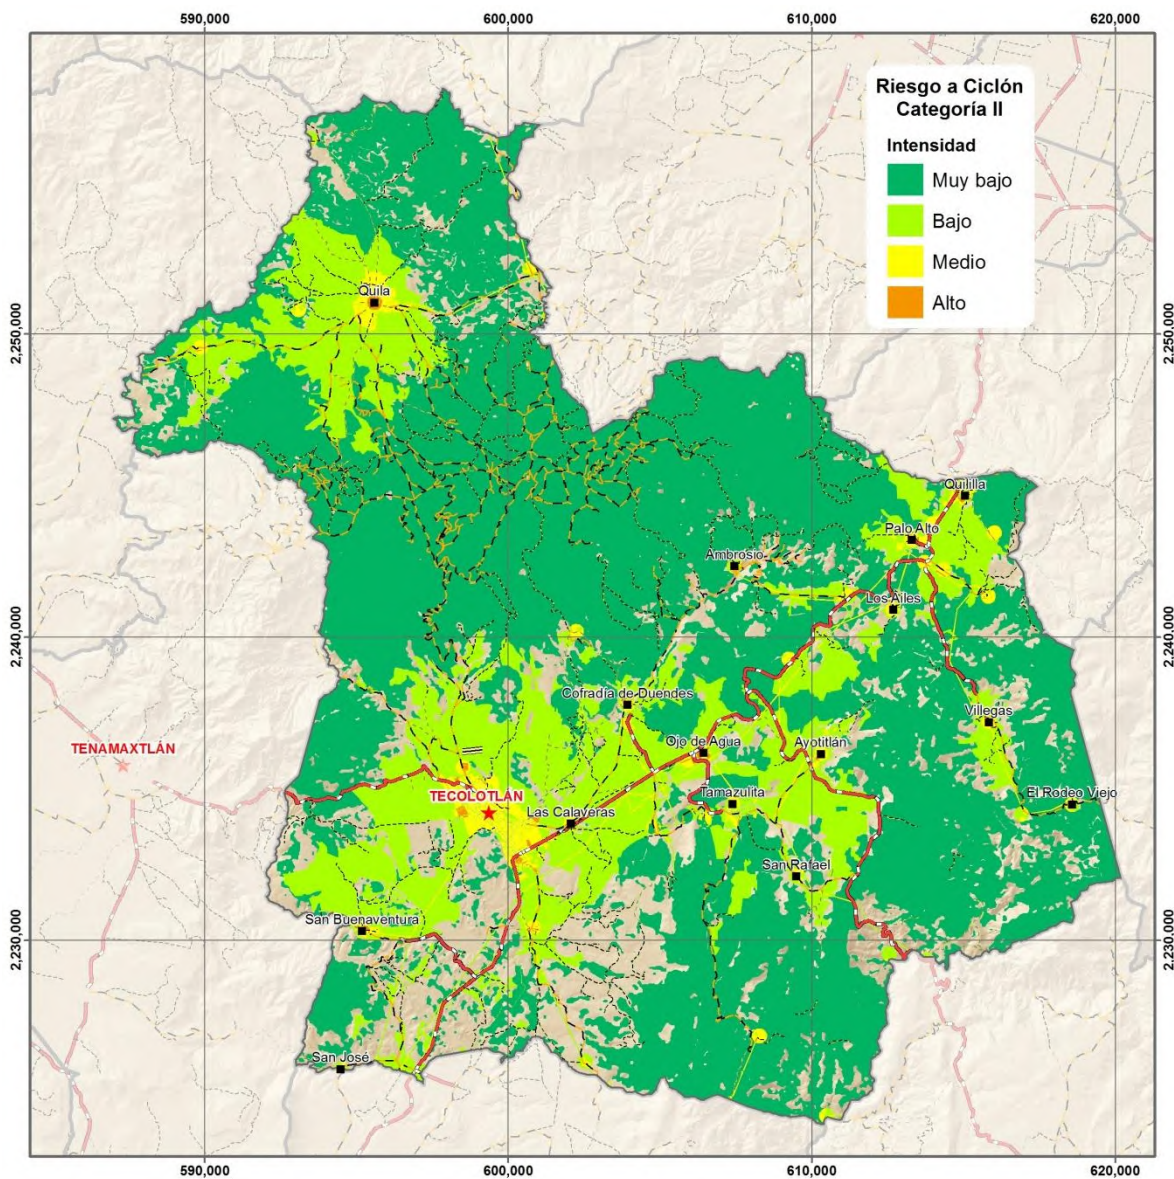 590,000
600,000
610,000
620,000
Riesgo a Ciclón
Categoría II
Intensidad
Muy bajo
Bajo
Medio
Alto
2,250,000
2,250,000
Quila
Quililla
Palo Alto
Ambrosio
Los Ailes
2,240,000
2,240,000
Cofradía de Duendes
Villegas
TENAMAXTLÁN
Ojo de Agua
Ayotitlán
TECOLOTLÁN
Tamazulita
El Rodeo Viejo
Las Calaveras
San Rafael
San Buenaventura
2,230,000
2,230,000
San José
590,000
600,000
610,000
620,000